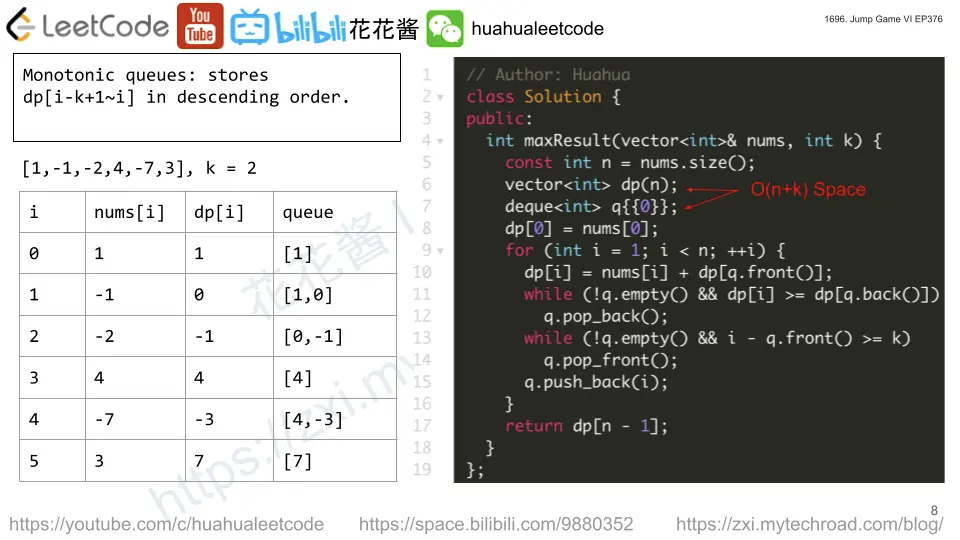 LeetCode You Tube bilibili 花花酱 huahualeetcode
1696. Jump Game VI EP376
Monotonic queues: stores
dp[i-k+1~i] in descending order.
[1,-1,-2,4,-7,3], k = 2
i nums[i] dp[i] queue
0 1 1 [1]
1 -1 0 [1,0]
2 -2 -1 [0,-1]
3 4 4 [4]
4 -7 -3 [4,-3]
5 3 7 [7]
1 // Author: Huahua
2 class Solution {
3 public:
4 int maxResult(vector<int>& nums, int k) {
5 const int n = nums.size();
6 vector<int> dp(n);
7 deque<int> q{{0}};
O(n+k) Space
8 dp[0] = nums[0];
9 for (int i = 1; i < n; ++i) {
10 dp[i] = nums[i] + dp[q.front()];
11 while (!q.empty() && dp[i] >= dp[q.back()])
12 q.pop_back();
13 while (!q.empty() && i - q.front() >= k)
14 q.pop_front();
15 q.push_back(i);
16 }
17 return dp[n - 1];
18 }
19 };
8
https://youtube.com/c/huahualeetcode https://space.bilibili.com/9880352 https://zxi.mytechroad.com/blog/
花花酱
https://zxi.my